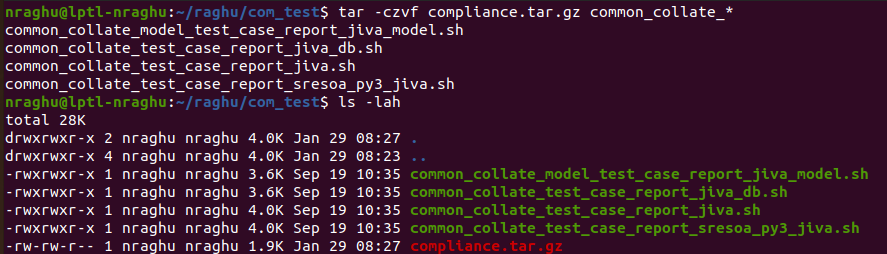 nraghu@lptl-nraghu:~/raghu/com_test$ tar -czvf compliance.tar.gz common_collate_*
common_collate_model_test_case_report_jiva_model.sh
common_collate_test_case_report_jiva_db.sh
common_collate_test_case_report_jiva.sh
common_collate_test_case_report_sresoa_py3_jiva.sh
nraghu@lptl-nraghu:~/raghu/com_test$ ls -lah
total 28K
drwxrwxr-x 2 nraghu nraghu 4.0K Jan 29 08:27 .
drwxrwxr-x 4 nraghu nraghu 4.0K Jan 29 08:23 ..
-rwxrwxr-x 1 nraghu nraghu 3.6K Sep 19 10:35 common_collate_model_test_case_report_jiva_model.sh
-rwxrwxr-x 1 nraghu nraghu 3.6K Sep 19 10:35 common_collate_test_case_report_jiva_db.sh
-rwxrwxr-x 1 nraghu nraghu 4.0K Sep 19 10:35 common_collate_test_case_report_jiva.sh
-rwxrwxr-x 1 nraghu nraghu 4.0K Sep 19 10:35 common_collate_test_case_report_sresoa_py3_jiva.sh
-rw-rw-r-- 1 nraghu nraghu 1.9K Jan 29 08:27 compliance.tar.gz